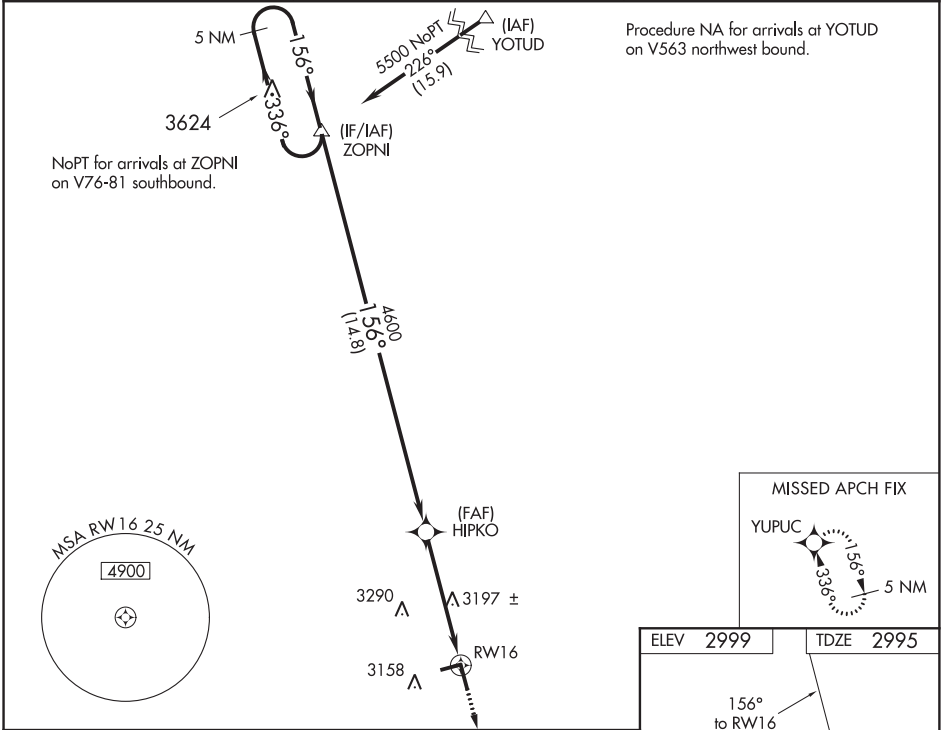 5 NM
156°
336°
3624
(IF/IAF)
ZOPNI
NoPT for arrivals at ZOPNI
on V76-81 southbound.
5500 NoPT
226°
(15.9)
(IAF)
YOTUD
Procedure NA for arrivals at YOTUD
on V563 northwest bound.
4600
156°
(14.8)
(FAF)
HIPKO
MSA RW16 25 NM
4900
3290
3197 ±
3158
RW16
MISSED APCH FIX
YUPUC
156°
336°
5 NM
ELEV 2999
TDZE 2995
156°
to RW16